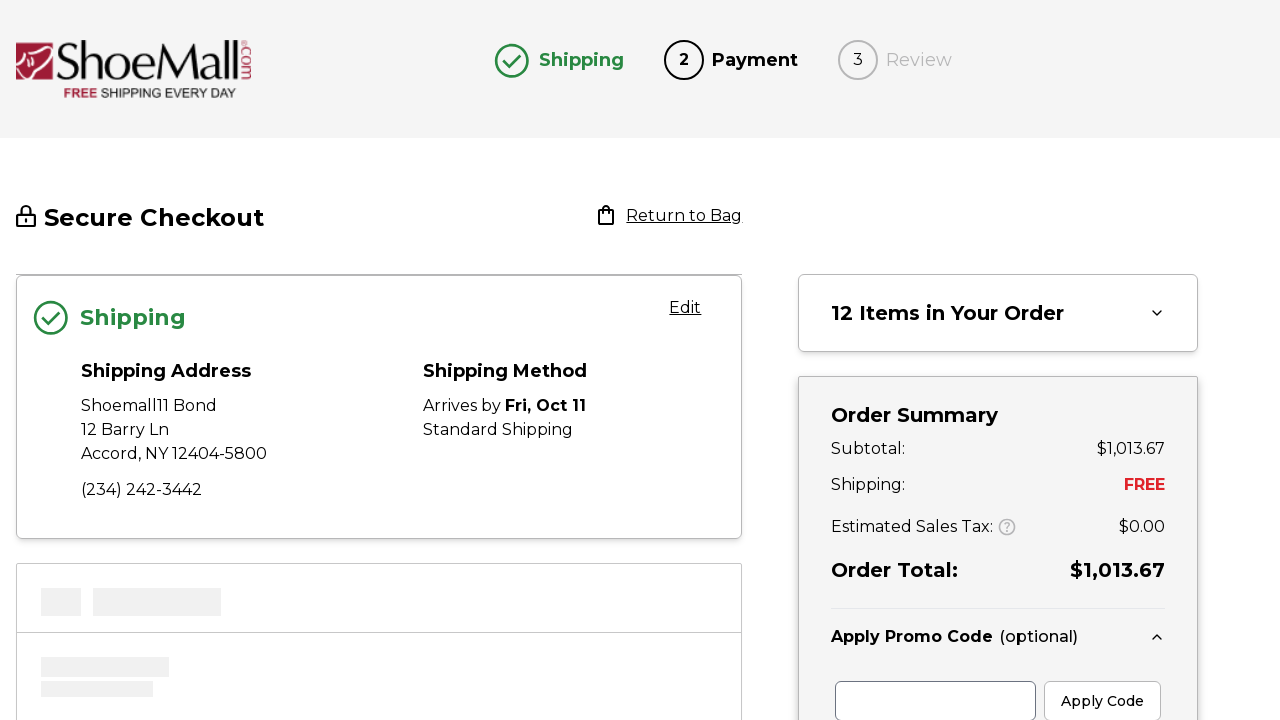 ShoeMall.com
FREE SHIPPING EVERY DAY
Shipping
2 Payment
3 Review
Secure Checkout
Return to Bag
Shipping
Edit
Shipping Address
Shoemall11 Bond
12 Barry Ln
Accord, NY 12404-5800
(234) 242-3442
Shipping Method
Arrives by Fri, Oct 11
Standard Shipping
12 Items in Your Order
Order Summary
Subtotal: $1,013.67
Shipping: FREE
Estimated Sales Tax: $0.00
Order Total: $1,013.67
Apply Promo Code (optional)
Apply Code